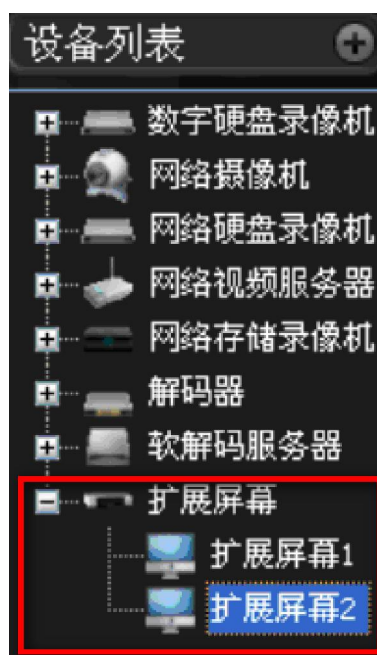 设备列表
数字硬盘录像机
网络摄像机
网络硬盘录像机
网络视频服务器
网络存储录像机
解码器
软解码服务器
扩展屏幕
扩展屏幕1
扩展屏幕2